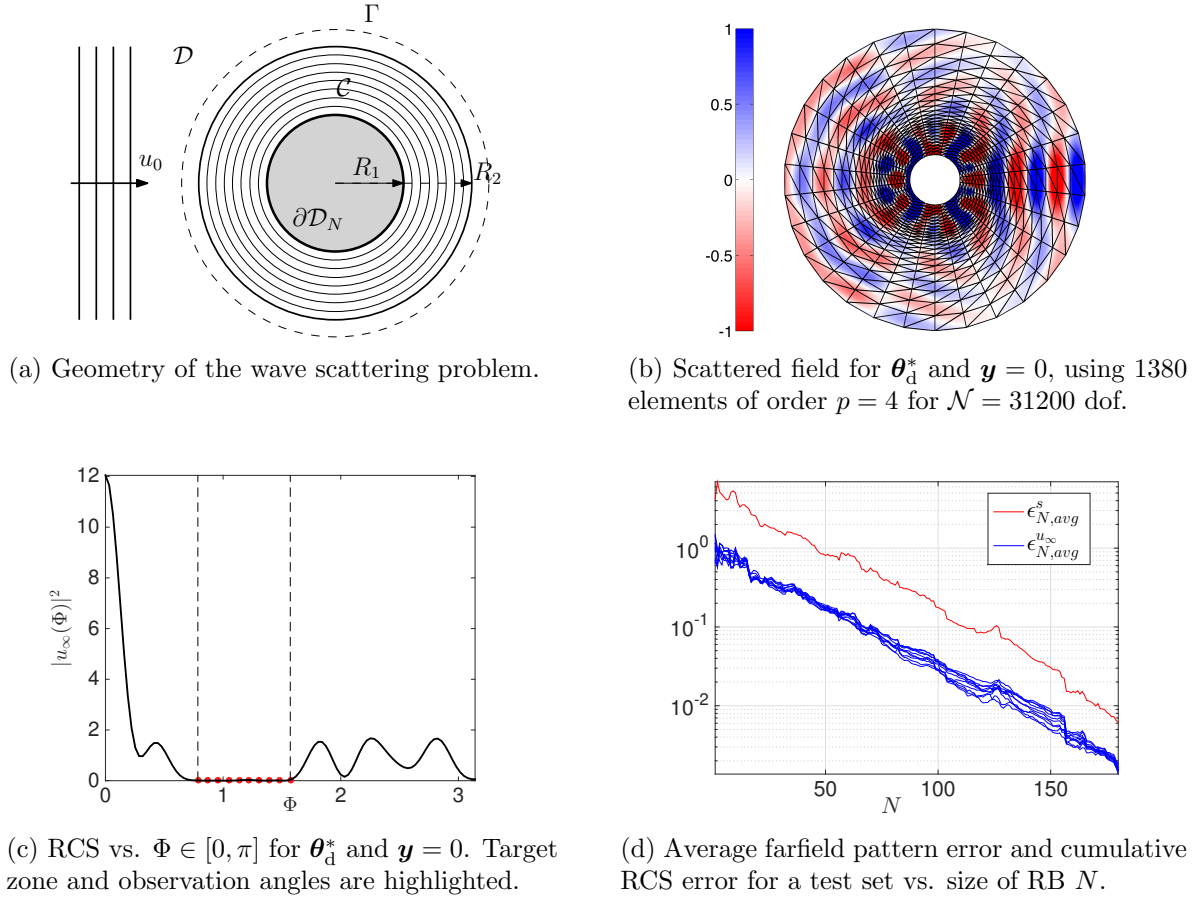 Γ
𝒟
𝒞
u₀
R₁
R₂
∂𝒟_N
(a) Geometry of the wave scattering problem.
1
0.5
0
-0.5
-1
(b) Scattered field for θ*_d and y = 0, using 1380
elements of order p = 4 for 𝒩 = 31200 dof.
|u_∞(Φ)|²
12
10
8
6
4
2
0
0 1 2 3
Φ
(c) RCS vs. Φ ∈ [0, π] for θ*_d and y = 0. Target
zone and observation angles are highlighted.
ϵ^s_{N,avg}
ϵ^{u_∞}_{N,avg}
10⁰
10⁻¹
10⁻²
50 100 150
N
(d) Average farfield pattern error and cumulative
RCS error for a test set vs. size of RB N.